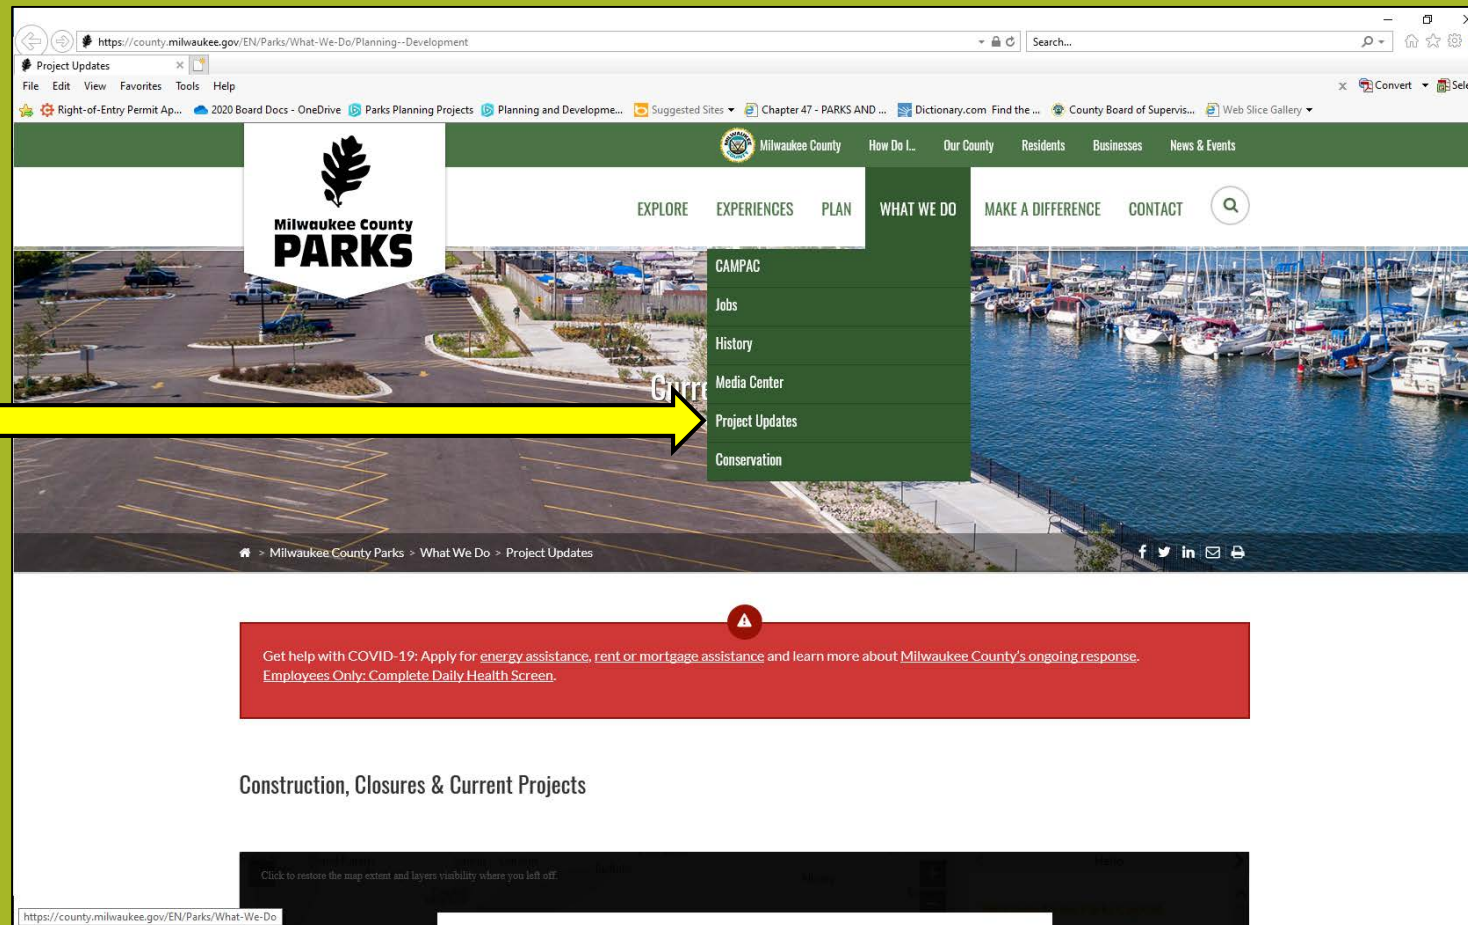 https://county.milwaukee.gov/EN/Parks/What-We-Do/Planning--Development
Search...
Project Updates
File Edit View Favorites Tools Help
Convert
Right-of-Entry Permit Ap... 2020 Board Docs - OneDrive Parks Planning Projects Planning and Developme... Suggested Sites Chapter 47 - PARKS AND ... Dictionary.com Find the ... County Board of Supervis... Web Slice Gallery
Milwaukee County How Do I... Our County Residents Businesses News & Events
Milwaukee County
PARKS
EXPLORE EXPERIENCES PLAN WHAT WE DO MAKE A DIFFERENCE CONTACT
CAMPAC
Jobs
History
Media Center
Project Updates
Conservation
> Milwaukee County Parks > What We Do > Project Updates
Get help with COVID-19: Apply for energy assistance, rent or mortgage assistance and learn more about Milwaukee County's ongoing response.
Employees Only: Complete Daily Health Screen.
Construction, Closures & Current Projects
Click to restore the map extent and layers visibility where you left off.
https://county.milwaukee.gov/EN/Parks/What-We-Do